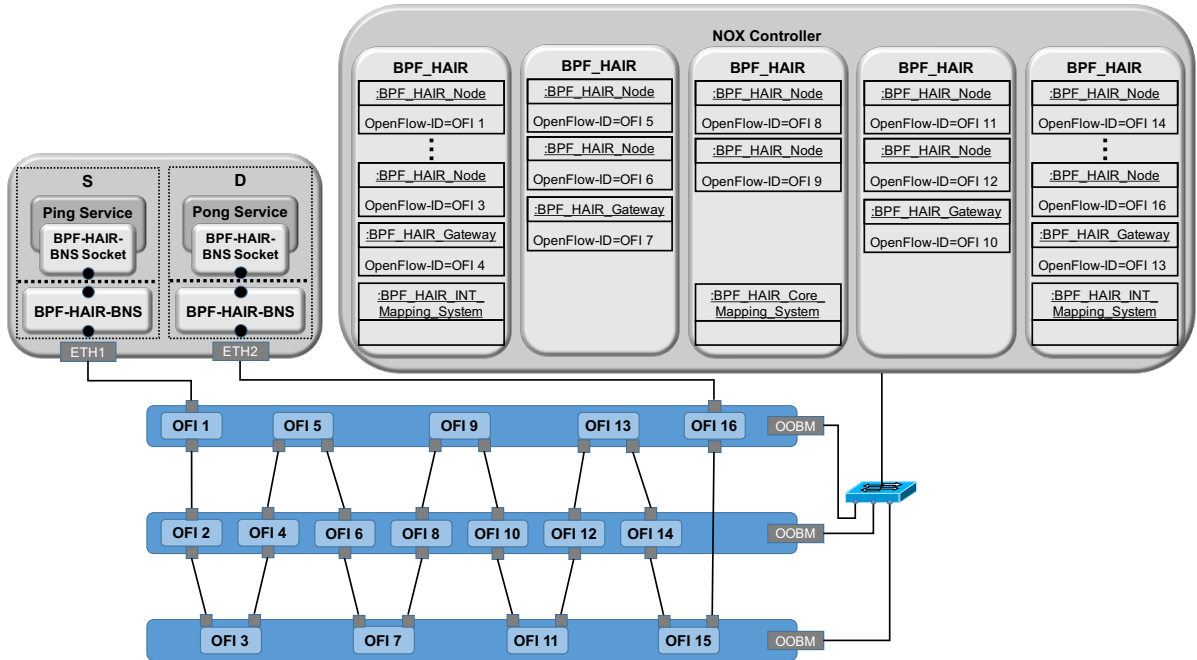 NOX Controller
BPF_HAIR
:BPF_HAIR_Node
OpenFlow-ID=OFI 1
:BPF_HAIR_Node
OpenFlow-ID=OFI 3
:BPF_HAIR_Gateway
OpenFlow-ID=OFI 4
:BPF_HAIR_INT_
Mapping_System
BPF_HAIR
:BPF_HAIR_Node
OpenFlow-ID=OFI 5
:BPF_HAIR_Node
OpenFlow-ID=OFI 6
:BPF_HAIR_Gateway
OpenFlow-ID=OFI 7
BPF_HAIR
:BPF_HAIR_Node
OpenFlow-ID=OFI 8
:BPF_HAIR_Node
OpenFlow-ID=OFI 9
:BPF_HAIR_Core_
Mapping_System
BPF_HAIR
:BPF_HAIR_Node
OpenFlow-ID=OFI 11
:BPF_HAIR_Node
OpenFlow-ID=OFI 12
:BPF_HAIR_Gateway
OpenFlow-ID=OFI 10
BPF_HAIR
:BPF_HAIR_Node
OpenFlow-ID=OFI 14
:BPF_HAIR_Node
OpenFlow-ID=OFI 16
:BPF_HAIR_Gateway
OpenFlow-ID=OFI 13
:BPF_HAIR_INT_
Mapping_System
S
Ping Service
BPF-HAIR-
BNS Socket
BPF-HAIR-BNS
ETH1
D
Pong Service
BPF-HAIR-
BNS Socket
BPF-HAIR-BNS
ETH2
OFI 1
OFI 5
OFI 9
OFI 13
OFI 16
OOBM
OFI 2
OFI 4
OFI 6
OFI 8
OFI 10
OFI 12
OFI 14
OOBM
OFI 3
OFI 7
OFI 11
OFI 15
OOBM